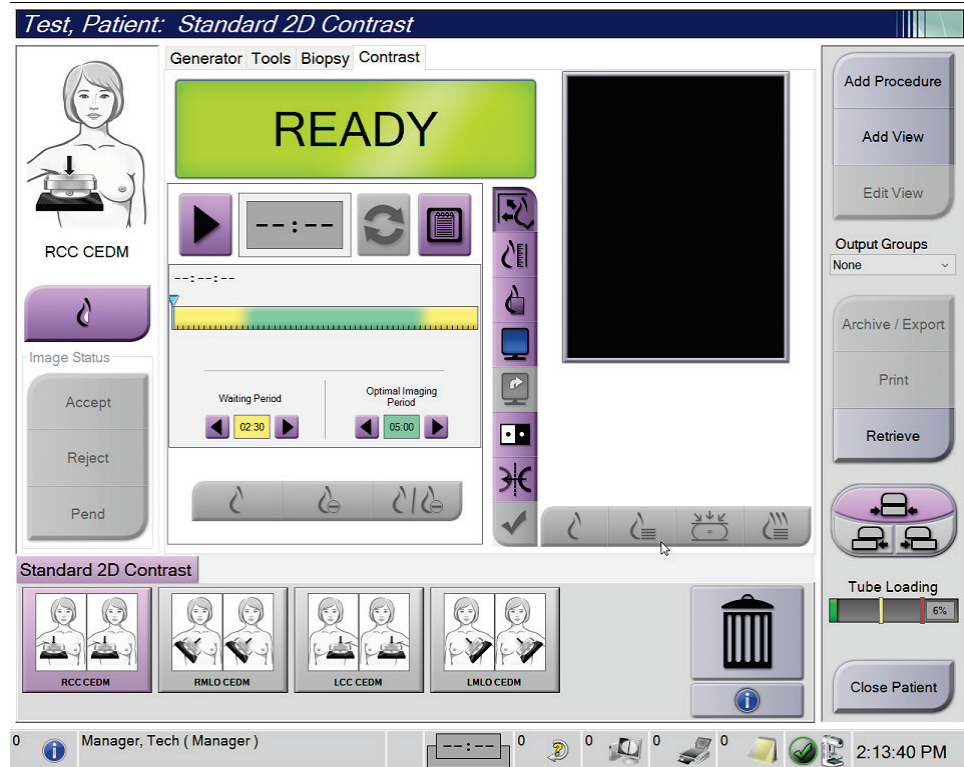 Test, Patient: Standard 2D Contrast
Generator Tools Biopsy Contrast
READY
RCC CEDM
--:--
--:--:--
Waiting Period
Optimal Imaging
Period
02:30
05:00
Image Status
Accept
Reject
Pend
Add Procedure
Add View
Edit View
Output Groups
None
Archive / Export
Print
Retrieve
Tube Loading
6%
Close Patient
Standard 2D Contrast
RCC CEDM
RMLO CEDM
LCC CEDM
LMLO CEDM
0
Manager, Tech ( Manager )
--:--
0
0
0
0
2:13:40 PM